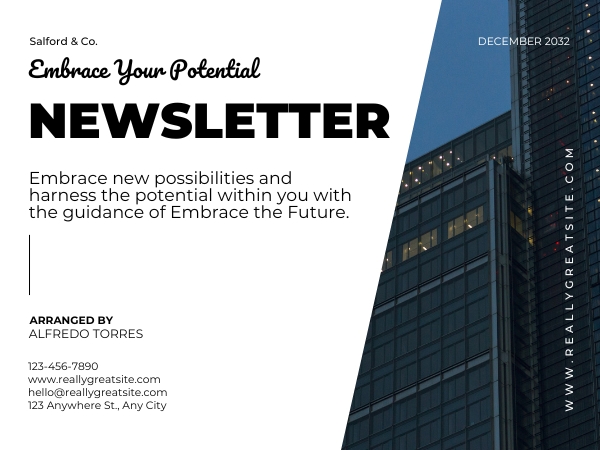 Salford & Co.
DECEMBER 2032
Embrace Your Potential
NEWSLETTER
Embrace new possibilities and
harness the potential within you with
the guidance of Embrace the Future.
ARRANGED BY
ALFREDO TORRES
123-456-7890
www.reallygreatsite.com
hello@reallygreatsite.com
123 Anywhere St., Any City
WWW.REALLYGREATSITE.COM